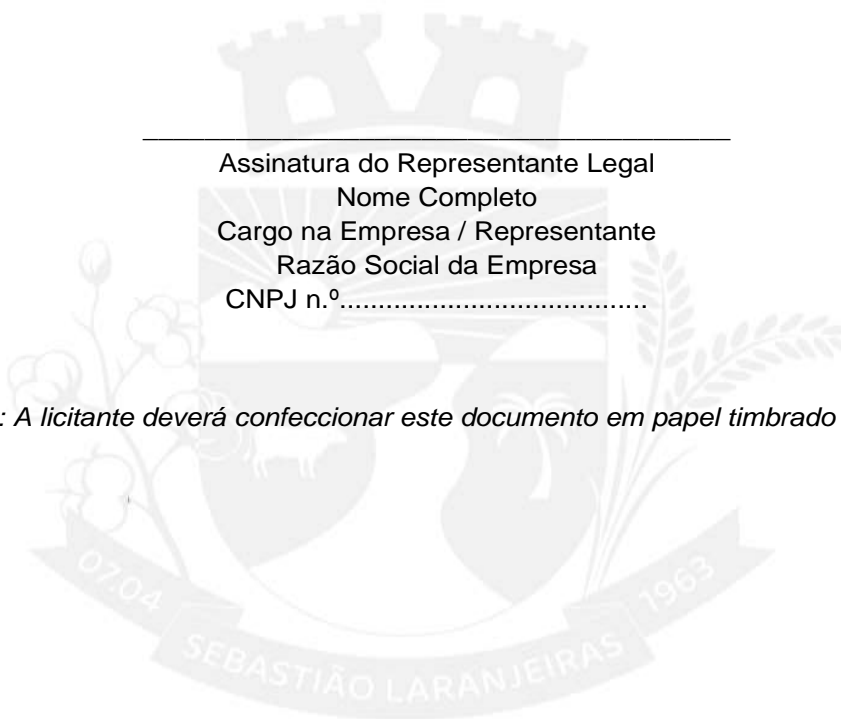 Assinatura do Representante Legal
Nome Completo
Cargo na Empresa / Representante
Razão Social da Empresa
CNPJ n.º........................................
: A licitante deverá confeccionar este documento em papel timbrado
07.04
SEBASTIÃO LARANJEIRAS
1963